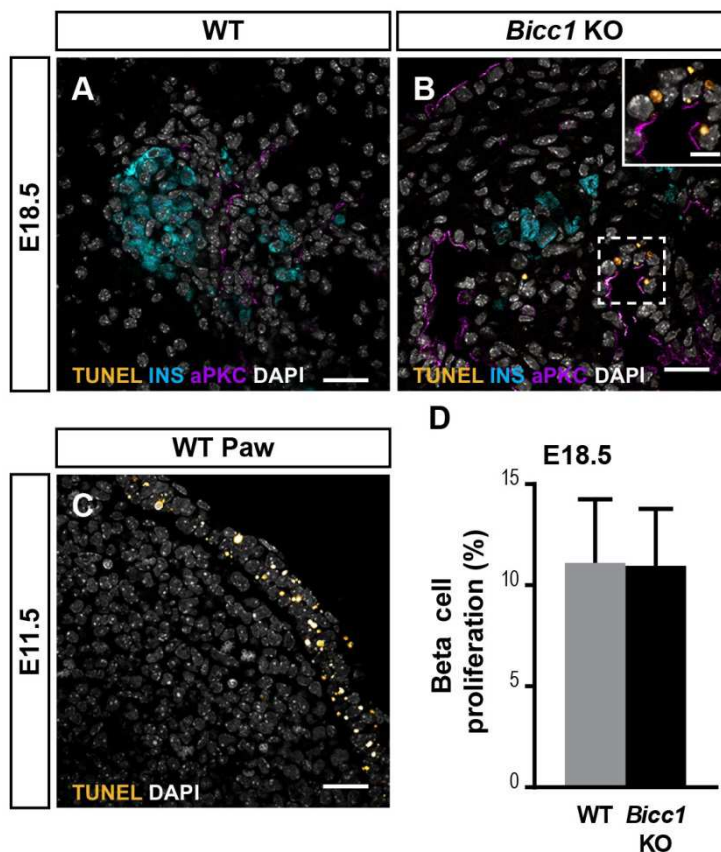 WT
Bicc1 KO
E18.5
A
B
TUNEL INS aPKC DAPI
TUNEL INS aPKC DAPI
WT Paw
E11.5
C
TUNEL DAPI
D
E18.5
Beta cell
proliferation (%)
15
10
5
0
WT
Bicc1
KO